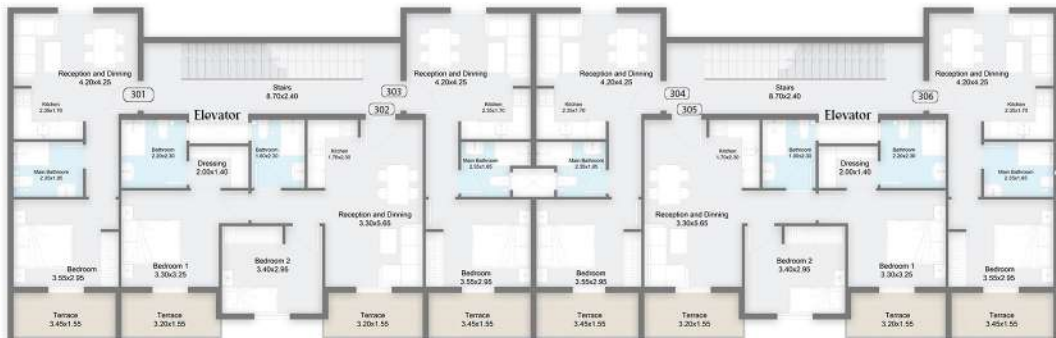 Reception and Dinning
4.20x4.25
Kitchen
301
Stairs
8.70x2.40
Elevator
303
302
Reception and Dinning
4.20x4.25
Kitchen
Reception and Dinning
4.20x4.25
Kitchen
304
305
Stairs
8.70x2.40
Elevator
306
Reception and Dinning
4.20x4.25
Kitchen
Main Bathroom
Bathroom
2.20x2.30
Dressing
2.00x1.40
Bathroom
Kitchen
Main Bathroom
Main Bathroom
Kitchen
Bathroom
Dressing
2.00x1.40
Bathroom
2.20x2.30
Main Bathroom
Reception and Dinning
3.30x5.65
Reception and Dinning
3.30x5.65
Bedroom
3.55x2.95
Bedroom 1
3.30x3.25
Bedroom 2
3.40x2.95
Bedroom
3.55x2.95
Bedroom
3.55x2.95
Bedroom 2
3.40x2.95
Bedroom 1
3.30x3.25
Bedroom
3.55x2.95
Terrace
3.45x1.55
Terrace
3.20x1.55
Terrace
3.20x1.55
Terrace
3.45x1.55
Terrace
3.45x1.55
Terrace
3.20x1.55
Terrace
3.20x1.55
Terrace
3.45x1.55